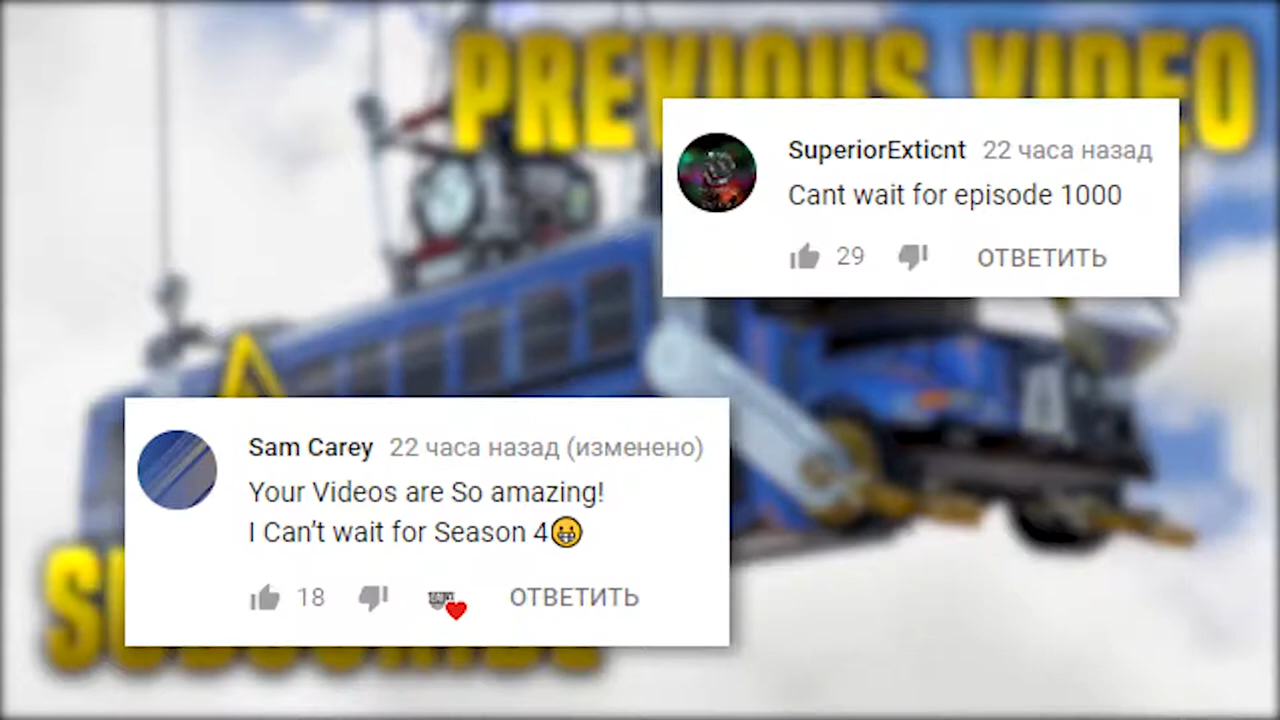 PREVIOUS VIDEO
SuperiorExticnt 22 часа назад
Cant wait for episode 1000
29 ОТВЕТИТЬ
Sam Carey 22 часа назад (изменено)
Your Videos are So amazing!
I Can't wait for Season 4😬
18 ОТВЕТИТЬ
SUBSCRIBE